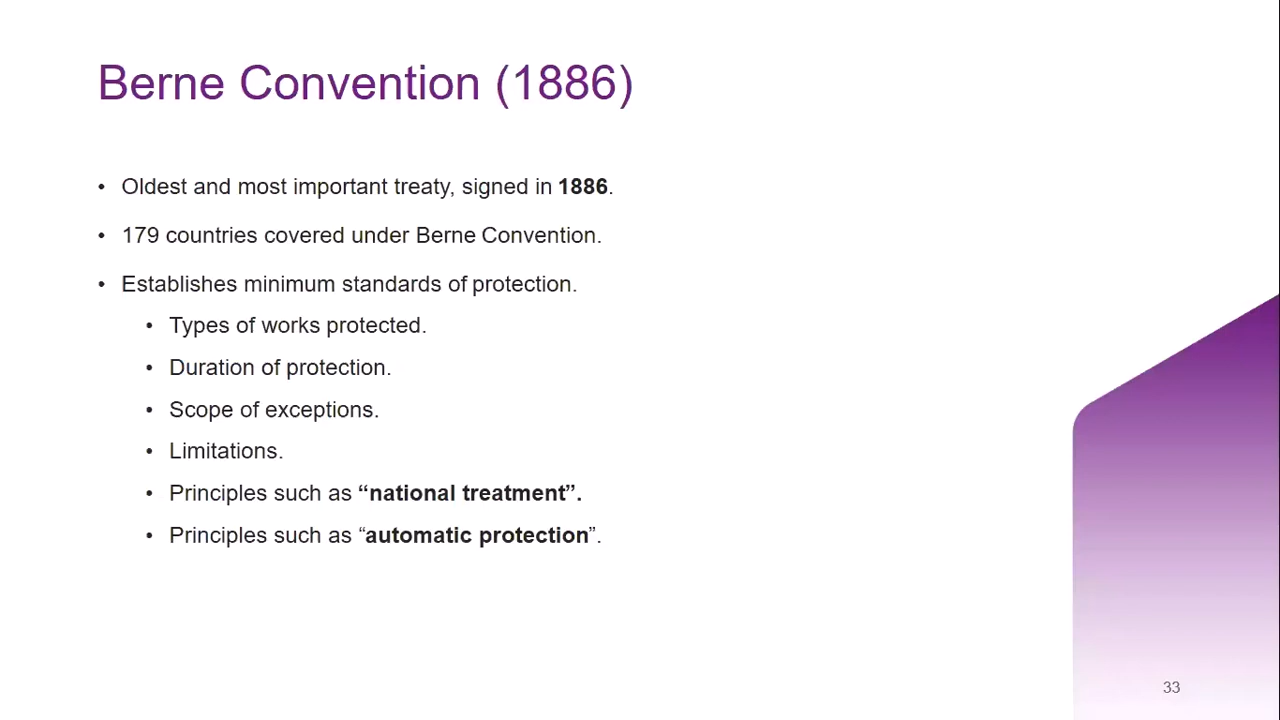 Berne Convention (1886)
• Oldest and most important treaty, signed in 1886.
• 179 countries covered under Berne Convention.
• Establishes minimum standards of protection.
• Types of works protected.
• Duration of protection.
• Scope of exceptions.
• Limitations.
• Principles such as “national treatment”.
• Principles such as “automatic protection”.
33